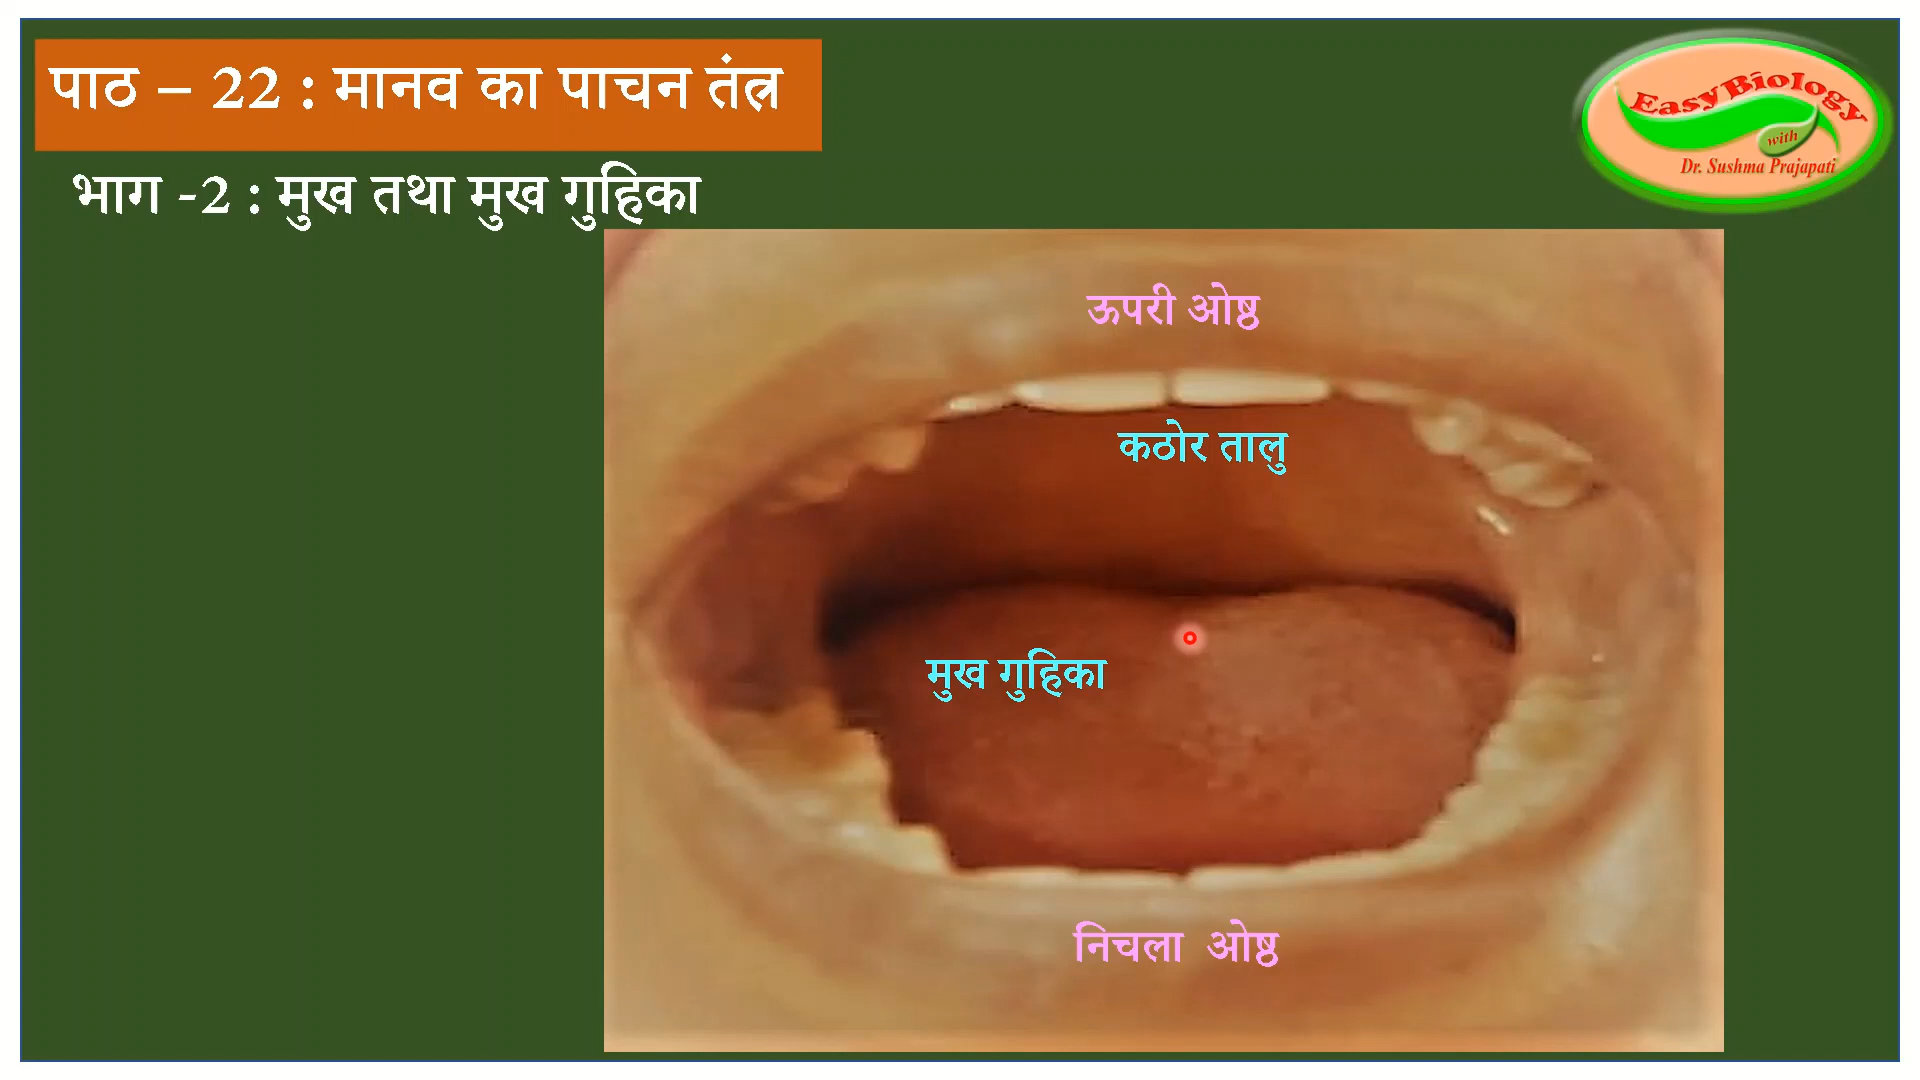 पाठ – 22 : मानव का पाचन तंत्र
EasyBiology
with
Dr. Sushma Prajapati
भाग -2 : मुख तथा मुख गुहिका
ऊपरी ओष्ठ
कठोर तालु
मुख गुहिका
निचला ओष्ठ